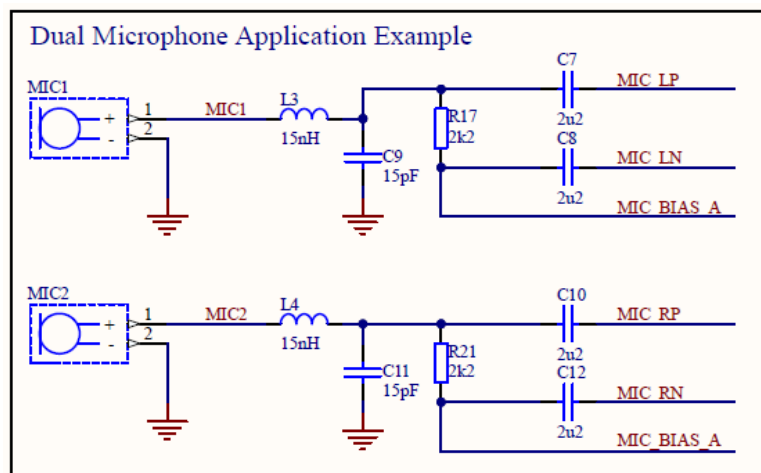 Dual Microphone Application Example
MIC1
+
-
1
2
MIC1
L3
15nH
C9
15pF
R17
2k2
C7
2u2
MIC_LP
C8
2u2
MIC_LN
MIC_BIAS_A
MIC2
+
-
1
2
MIC2
L4
15nH
C11
15pF
R21
2k2
C10
2u2
MIC_RP
C12
2u2
MIC_RN
MIC_BIAS_A